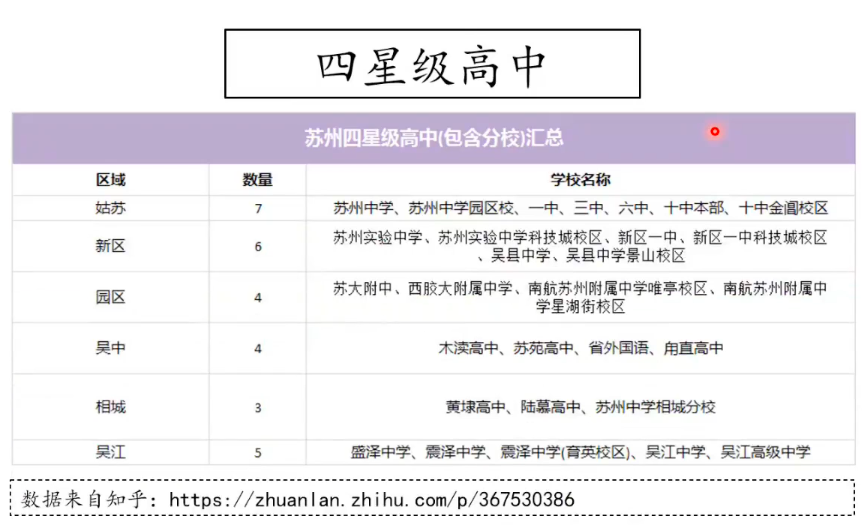 四星级高中
苏州四星级高中(包含分校)汇总
区域 数量 学校名称
姑苏 7 苏州中学、苏州中学园区校、一中、三中、六中、十中本部、十中金阊校区
新区 6 苏州实验中学、苏州实验中学科技城校区、新区一中、新区一中科技城校区
、吴县中学、吴县中学景山校区
园区 4 苏大附中、西胶大附属中学、南航苏州附属中学唯亭校区、南航苏州附属中
学星湖街校区
吴中 4 木渎高中、苏苑高中、省外国语、甪直高中
相城 3 黄埭高中、陆慕高中、苏州中学相城分校
吴江 5 盛泽中学、震泽中学、震泽中学(育英校区)、吴江中学、吴江高级中学
数据来自知乎：https://zhuanlan.zhihu.com/p/367530386